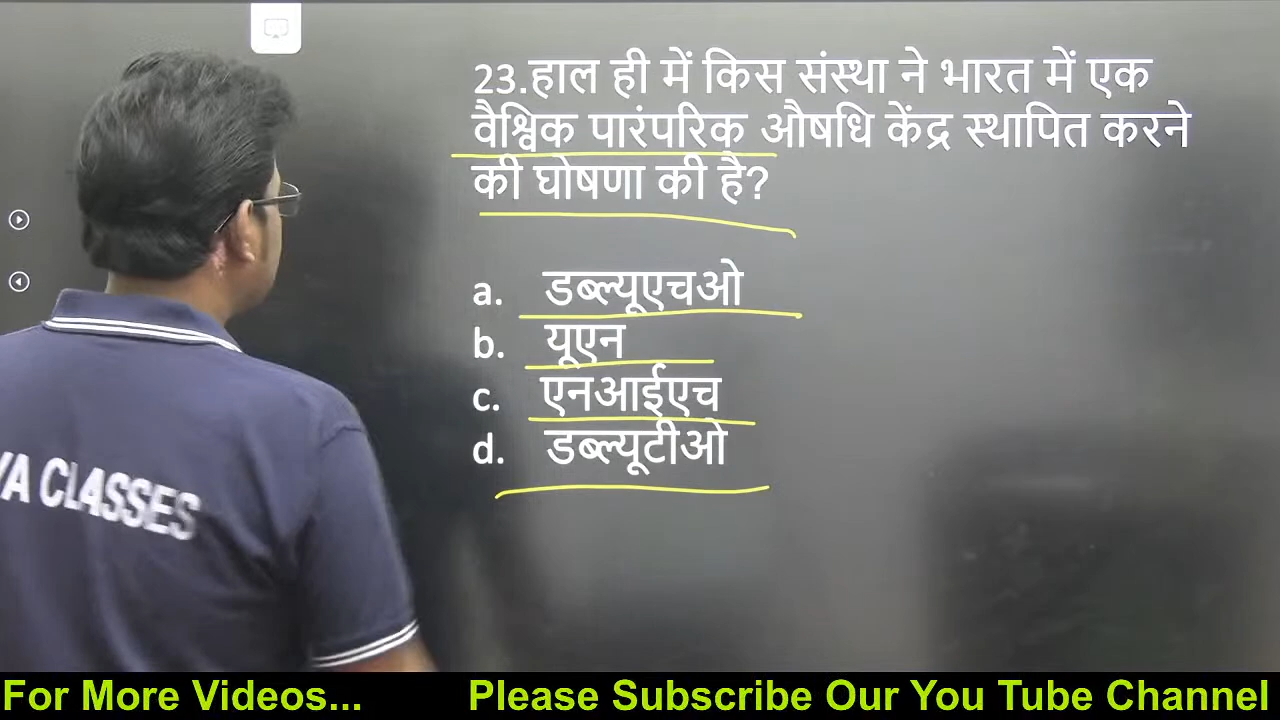 23.हाल ही में किस संस्था ने भारत में एक
वैश्विक पारंपरिक औषधि केंद्र स्थापित करने
की घोषणा की है?
a. डब्ल्यूएचओ
b. यूएन
c. एनआईएच
d. डब्ल्यूटीओ
YA CLASSES
For More Videos... Please Subscribe Our You Tube Channel